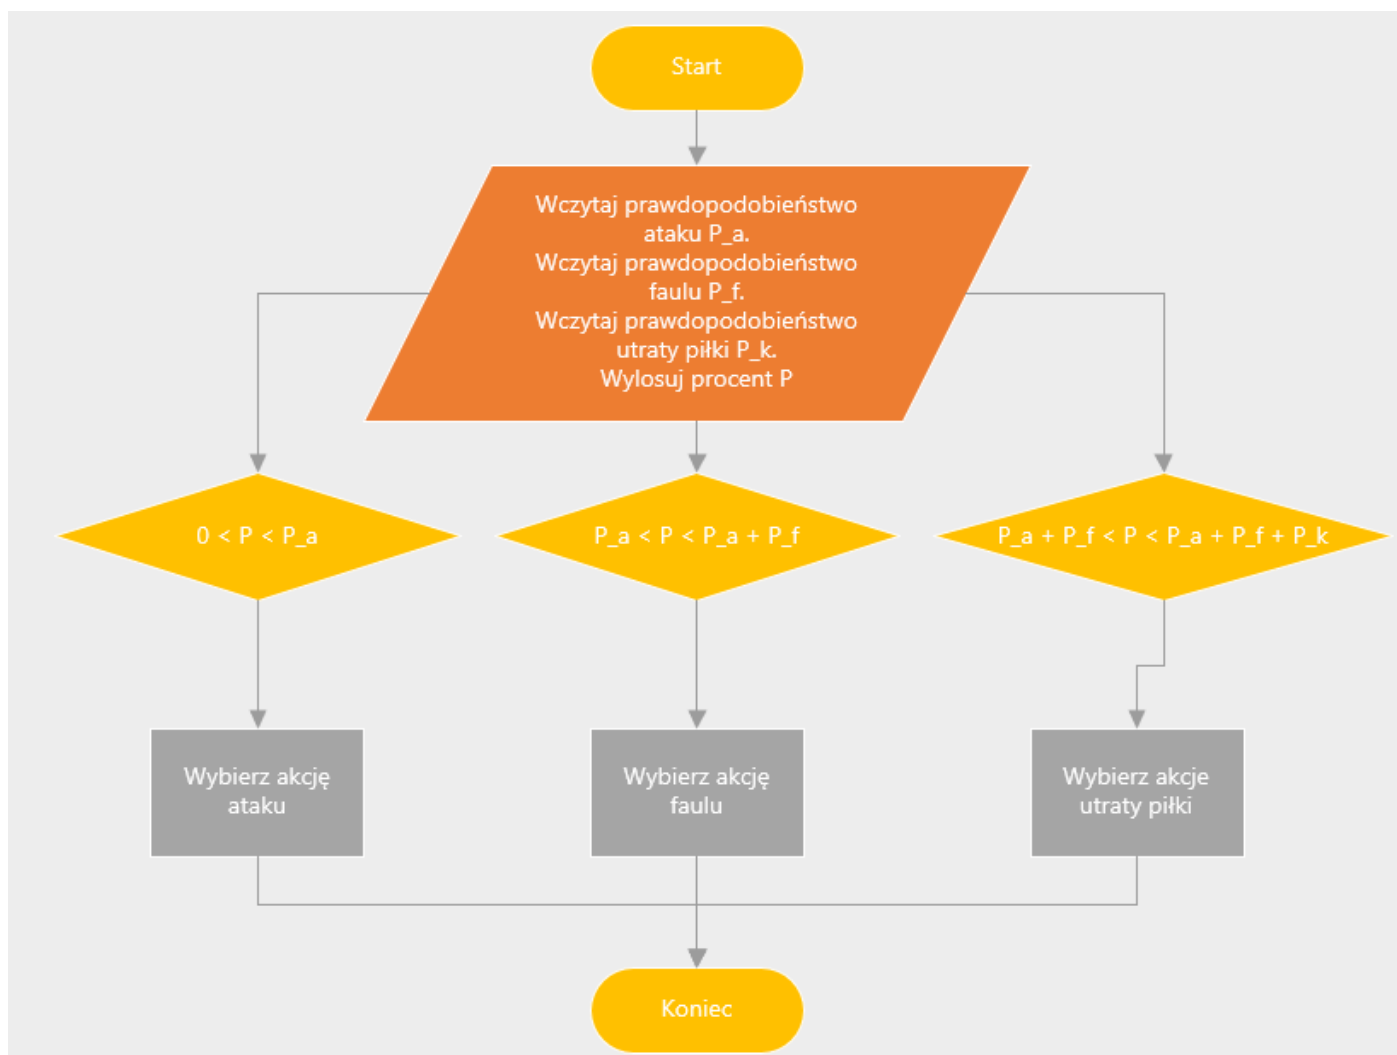 Start
Wczytaj prawdopodobieństwo
ataku P_a.
Wczytaj prawdopodobieństwo
faulu P_f.
Wczytaj prawdopodobieństwo
utraty piłki P_k.
Wylosuj procent P
0 < P < P_a
P_a < P < P_a + P_f
P_a + P_f < P < P_a + P_f + P_k
Wybierz akcję
ataku
Wybierz akcję
faulu
Wybierz akcje
utraty piłki
Koniec